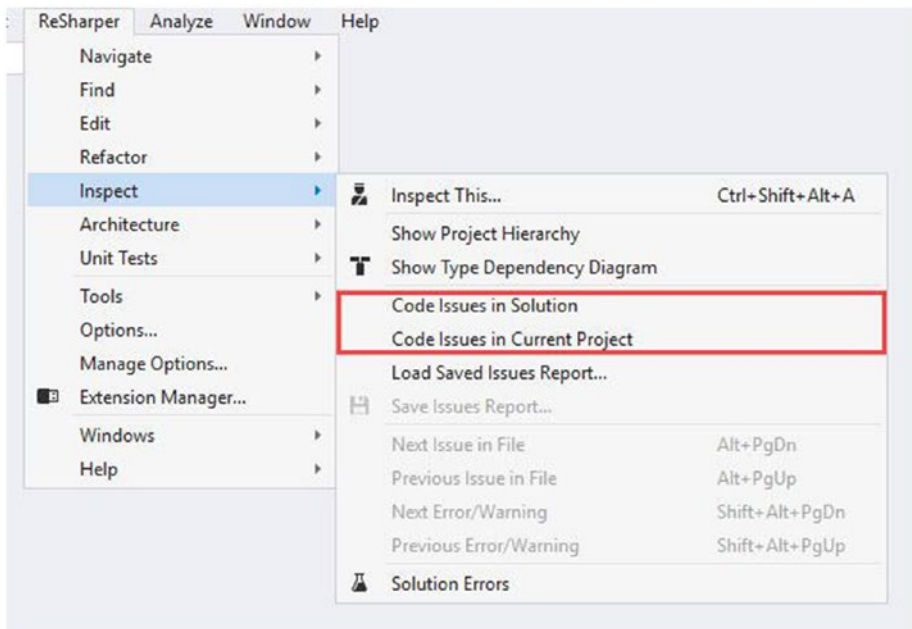 ReSharper Analyze Window Help
Navigate
Find
Edit
Refactor
Inspect
Architecture
Unit Tests
Tools
Options...
Manage Options...
Extension Manager...
Windows
Help
Inspect This... Ctrl+Shift+Alt+A
Show Project Hierarchy
Show Type Dependency Diagram
Code Issues in Solution
Code Issues in Current Project
Load Saved Issues Report...
Save Issues Report...
Next Issue in File Alt+PgDn
Previous Issue in File Alt+PgUp
Next Error/Warning Shift+Alt+PgDn
Previous Error/Warning Shift+Alt+PgUp
Solution Errors